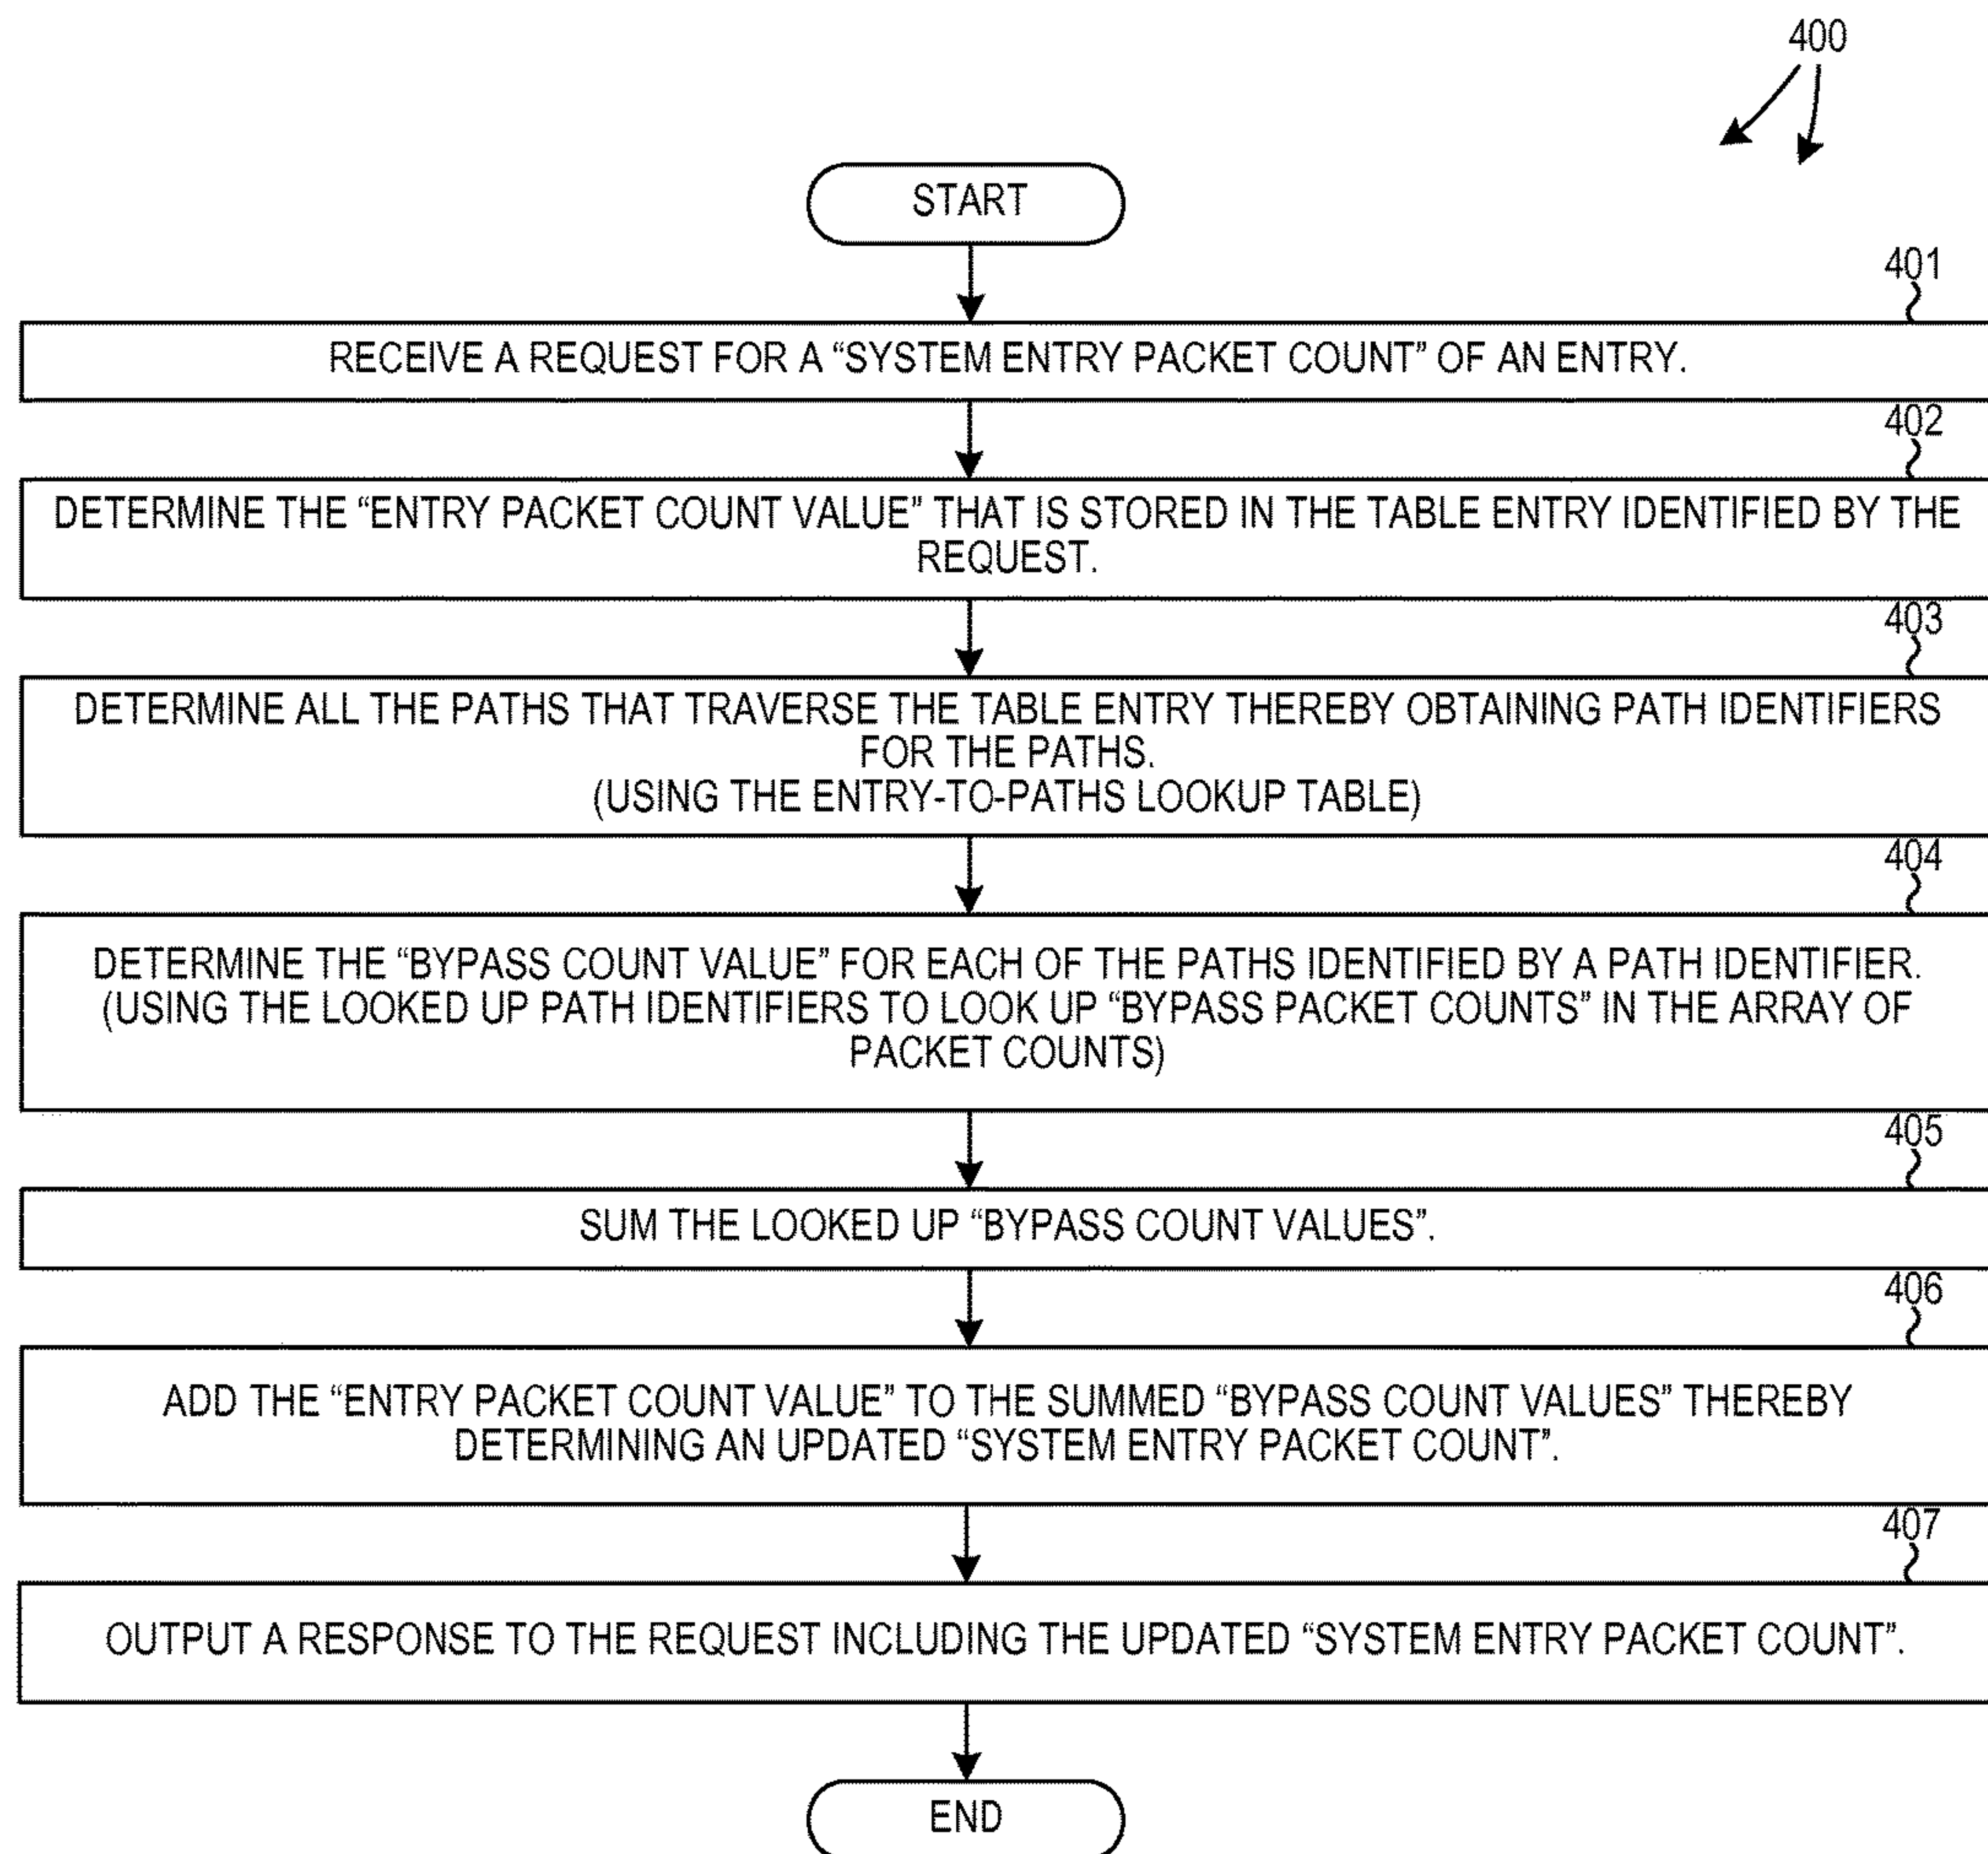 400
START
401
RECEIVE A REQUEST FOR A “SYSTEM ENTRY PACKET COUNT” OF AN ENTRY.
402
DETERMINE THE “ENTRY PACKET COUNT VALUE” THAT IS STORED IN THE TABLE ENTRY IDENTIFIED BY THE
REQUEST.
403
DETERMINE ALL THE PATHS THAT TRAVERSE THE TABLE ENTRY THEREBY OBTAINING PATH IDENTIFIERS
FOR THE PATHS.
(USING THE ENTRY-TO-PATHS LOOKUP TABLE)
404
DETERMINE THE “BYPASS COUNT VALUE” FOR EACH OF THE PATHS IDENTIFIED BY A PATH IDENTIFIER.
(USING THE LOOKED UP PATH IDENTIFIERS TO LOOK UP “BYPASS PACKET COUNTS” IN THE ARRAY OF
PACKET COUNTS)
405
SUM THE LOOKED UP “BYPASS COUNT VALUES”.
406
ADD THE “ENTRY PACKET COUNT VALUE” TO THE SUMMED “BYPASS COUNT VALUES” THEREBY
DETERMINING AN UPDATED “SYSTEM ENTRY PACKET COUNT”.
407
OUTPUT A RESPONSE TO THE REQUEST INCLUDING THE UPDATED “SYSTEM ENTRY PACKET COUNT”.
END